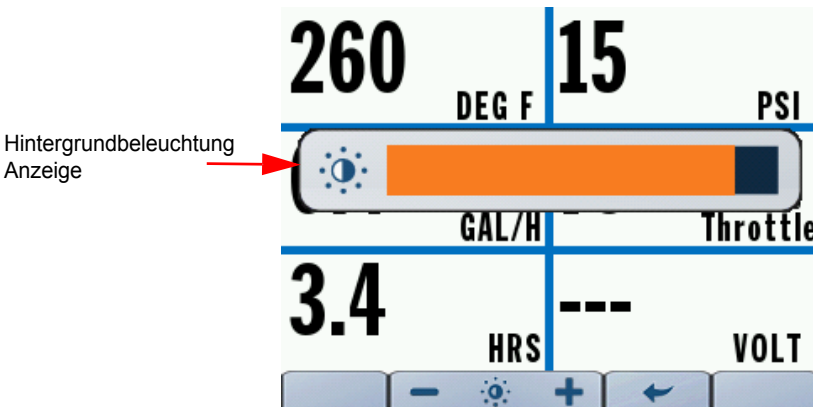 260 DEG F
15 PSI
Hintergrundbeleuchtung
Anzeige
GAL/H
Throttle
3.4 HRS
--- VOLT